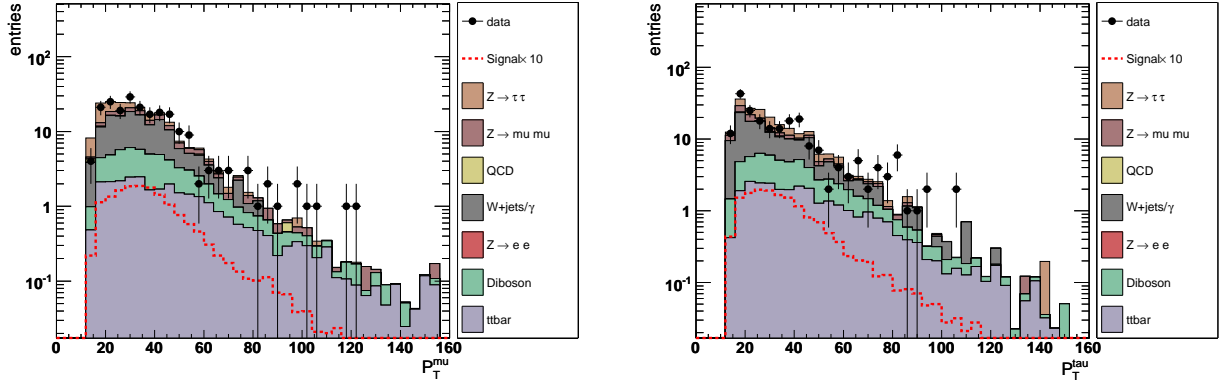 entries
10²
10
1
10⁻¹
0 20 40 60 80 100 120 140 160
P_T^mu
data
Signal× 10
Z → τ τ
Z → mu mu
QCD
W+jets/γ
Z → e e
Diboson
ttbar
entries
10²
10
1
10⁻¹
0 20 40 60 80 100 120 140 160
P_T^tau
data
Signal× 10
Z → τ τ
Z → mu mu
QCD
W+jets/γ
Z → e e
Diboson
ttbar